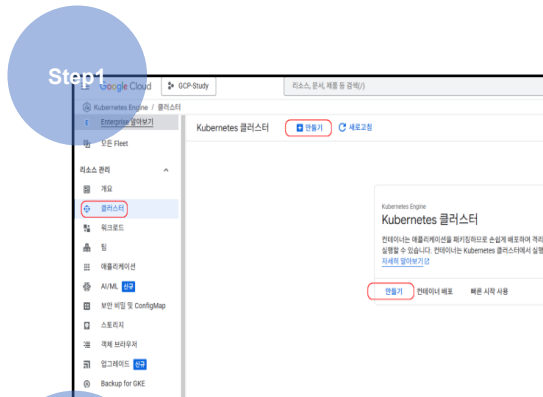 Step1
Google Cloud
GCP-Study
리소스, 문서, 제품 등 검색(/)
Kubernetes Engine / 클러스터
Enterprise 알아보기
모든 Fleet
리소스 관리
개요
클러스터
워크로드
팀
애플리케이션
AI/ML 신규
보안 비밀 및 ConfigMap
스토리지
객체 브라우저
업그레이드 신규
Backup for GKE
Kubernetes 클러스터
만들기
새로고침
Kubernetes Engine
Kubernetes 클러스터
컨테이너는 애플리케이션을 패키징하므로 손쉽게 배포하여 격리
실행할 수 있습니다. 컨테이너는 Kubernetes 클러스터에서 실행
자세히 알아보기
만들기 컨테이너 배포 빠른 시작 사용